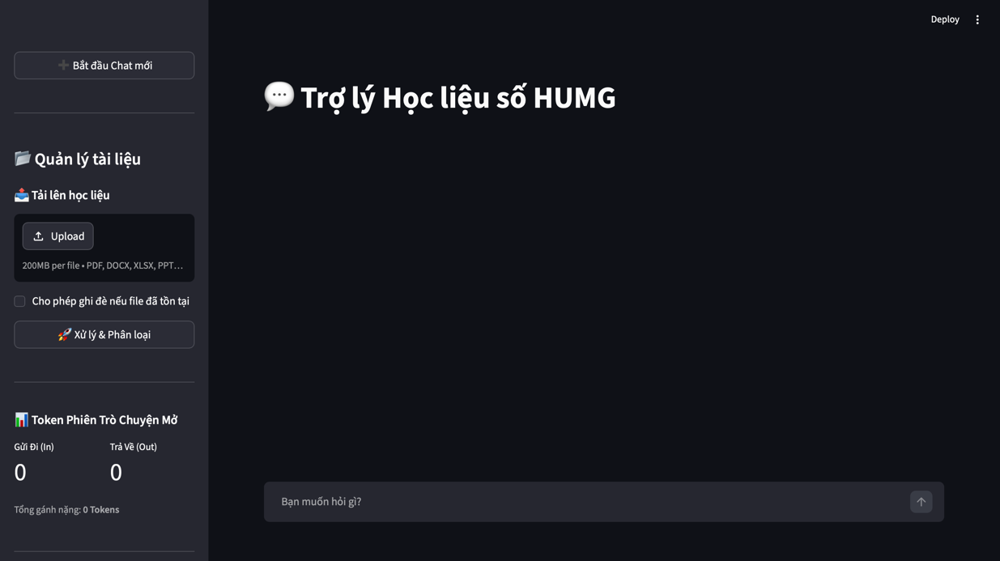 Deploy
➕ Bắt đầu Chat mới
💬 Trợ lý Học liệu số HUMG
📂 Quản lý tài liệu
📤 Tải lên học liệu
Upload
200MB per file • PDF, DOCX, XLSX, PPT…
Cho phép ghi đè nếu file đã tồn tại
🚀 Xử lý & Phân loại
📊 Token Phiên Trò Chuyện Mở
Gửi Đi (In) Trả Về (Out)
0 0
Tổng gánh nặng: 0 Tokens
Bạn muốn hỏi gì?